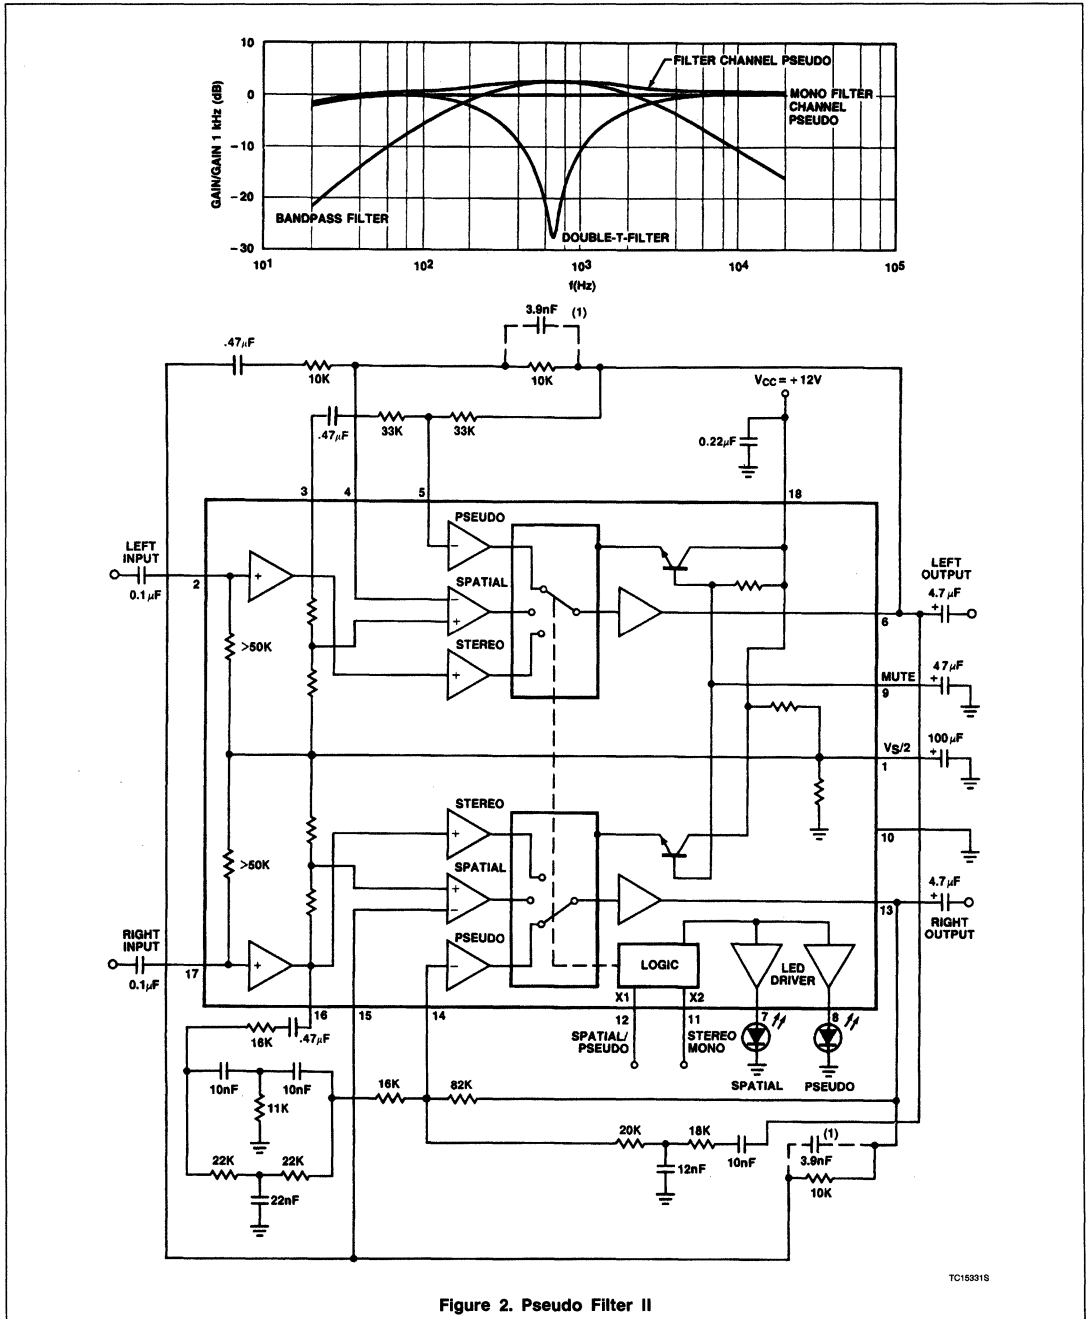 10
0
−10
−20
−30
GAIN/GAIN 1 kHz (dB)
FILTER CHANNEL PSEUDO
MONO FILTER
CHANNEL
PSEUDO
BANDPASS FILTER
DOUBLE-T-FILTER
10¹
10²
10³
10⁴
10⁵
f(Hz)
3.9nF (1)
.47μF
10K
10K
VCC = + 12V
.47μF
33K
33K
0.22μF
3
4
5
18
LEFT
INPUT
0.1μF
2
PSEUDO
−
+
SPATIAL
−
+
STEREO
+
>50K
LEFT
OUTPUT
4.7μF
+
6
MUTE
9
47μF
+
VS/2
1
100μF
+
STEREO
+
SPATIAL
+
−
PSEUDO
−
>50K
10
4.7μF
+
13
RIGHT
OUTPUT
RIGHT
INPUT
0.1μF
17
+
LOGIC
LED
DRIVER
X1
X2
16
15
14
12
11
7
8
SPATIAL/
PSEUDO
STEREO
MONO
SPATIAL
PSEUDO
16K
.47μF
10nF
10nF
11K
16K
82K
22K
22K
22nF
20K
18K
12nF
10nF
(1)
3.9nF
10K
TC15331S
Figure 2. Pseudo Filter II